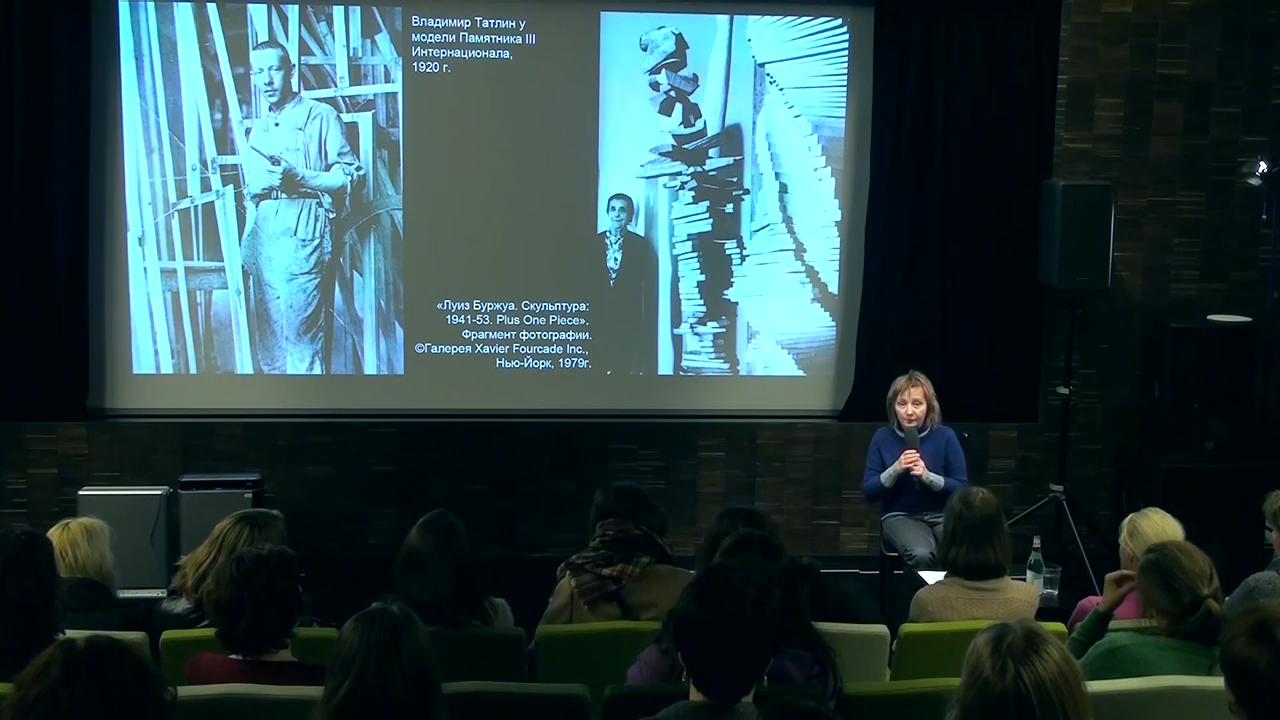 Владимир Татлин у
модели Памятника III
Интернационала,
1920 г.
«Луиз Буржуа. Скульптура:
1941-53. Plus One Piece».
Фрагмент фотографии.
©Галерея Xavier Fourcade Inc.,
Нью-Йорк, 1979г.